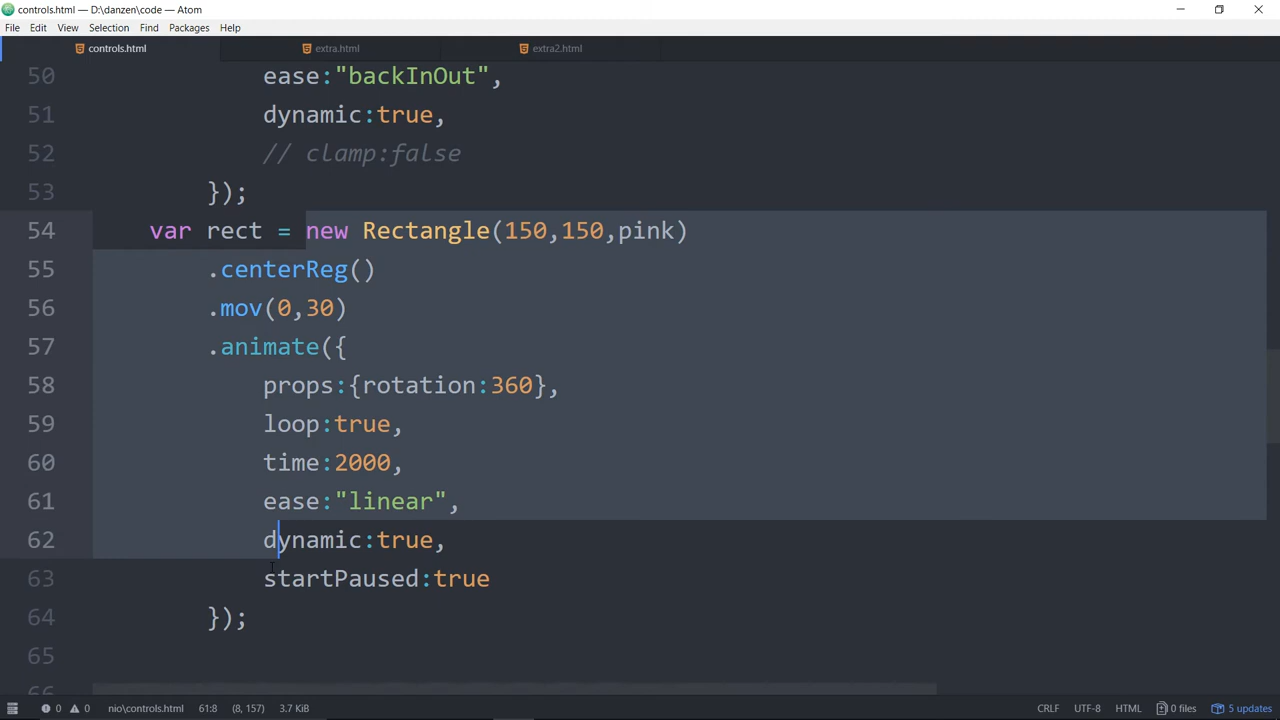 controls.html — D:\danzen\code — Atom
File Edit View Selection Find Packages Help
controls.html extra.html extra2.html
50 ease:"backInOut",
51 dynamic:true,
52 // clamp:false
53 });
54 var rect = new Rectangle(150,150,pink)
55 .centerReg()
56 .mov(0,30)
57 .animate({
58 props:{rotation:360},
59 loop:true,
60 time:2000,
61 ease:"linear",
62 dynamic:true,
63 startPaused:true
64 });
65
66
0 0 nio\controls.html 61:8 (8, 157) 3.7 KiB CRLF UTF-8 HTML 0 files 5 updates